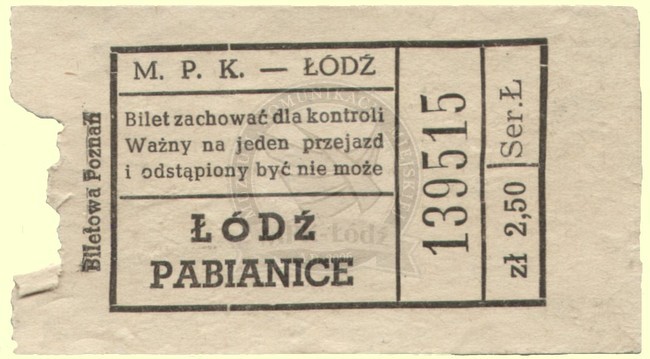 M. P. K. — ŁÓDŹ
Bilet zachować dla kontroli
Ważny na jeden przejazd
i odstąpiony być nie może
ŁÓDŹ
PABIANICE
139515
zł 2,50 Ser. Ł
Biletowa Poznań